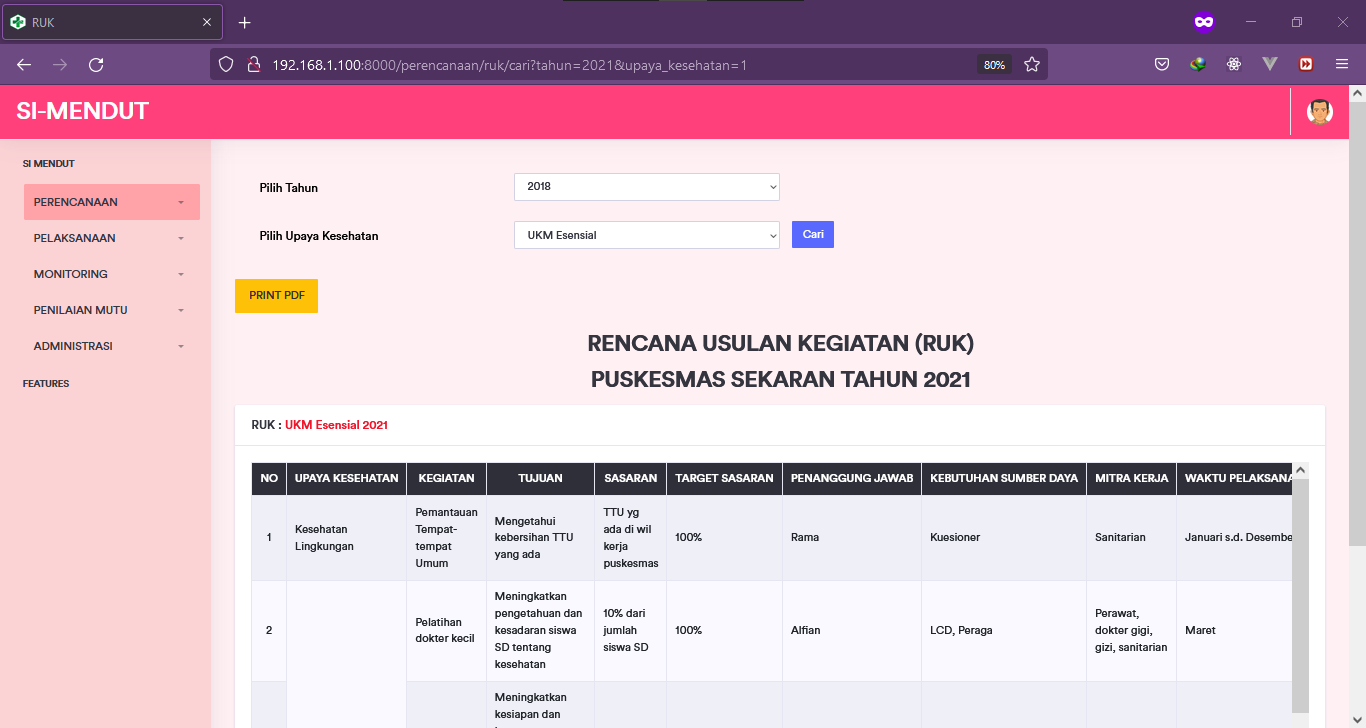 RUK
192.168.1.100:8000/perencanaan/ruk/cari?tahun=2021&upaya_kesehatan=1
80%
SI-MENDUT
SI MENDUT
PERENCANAAN
PELAKSANAAN
MONITORING
PENILAIAN MUTU
ADMINISTRASI
FEATURES
Pilih Tahun
2018
Pilih Upaya Kesehatan
UKM Esensial
Cari
PRINT PDF
RENCANA USULAN KEGIATAN (RUK)
PUSKESMAS SEKARAN TAHUN 2021
RUK : UKM Esensial 2021
NO UPAYA KESEHATAN KEGIATAN TUJUAN SASARAN TARGET SASARAN PENANGGUNG JAWAB KEBUTUHAN SUMBER DAYA MITRA KERJA WAKTU PELAKSANA
1
Kesehatan
Lingkungan
Pemantauan
Tempat-
tempat
Umum
Mengetahui
kebersihan TTU
yang ada
TTU yg
ada di wil
kerja
puskesmas
100%
Rama
Kuesioner
Sanitarian
Januari s.d. Desembe
2
Pelatihan
dokter kecil
Meningkatkan
pengetahuan dan
kesadaran siswa
SD tentang
kesehatan
10% dari
jumlah
siswa SD
100%
Alfian
LCD, Peraga
Perawat,
dokter gigi,
gizi, sanitarian
Maret
Meningkatkan
kesiapan dan